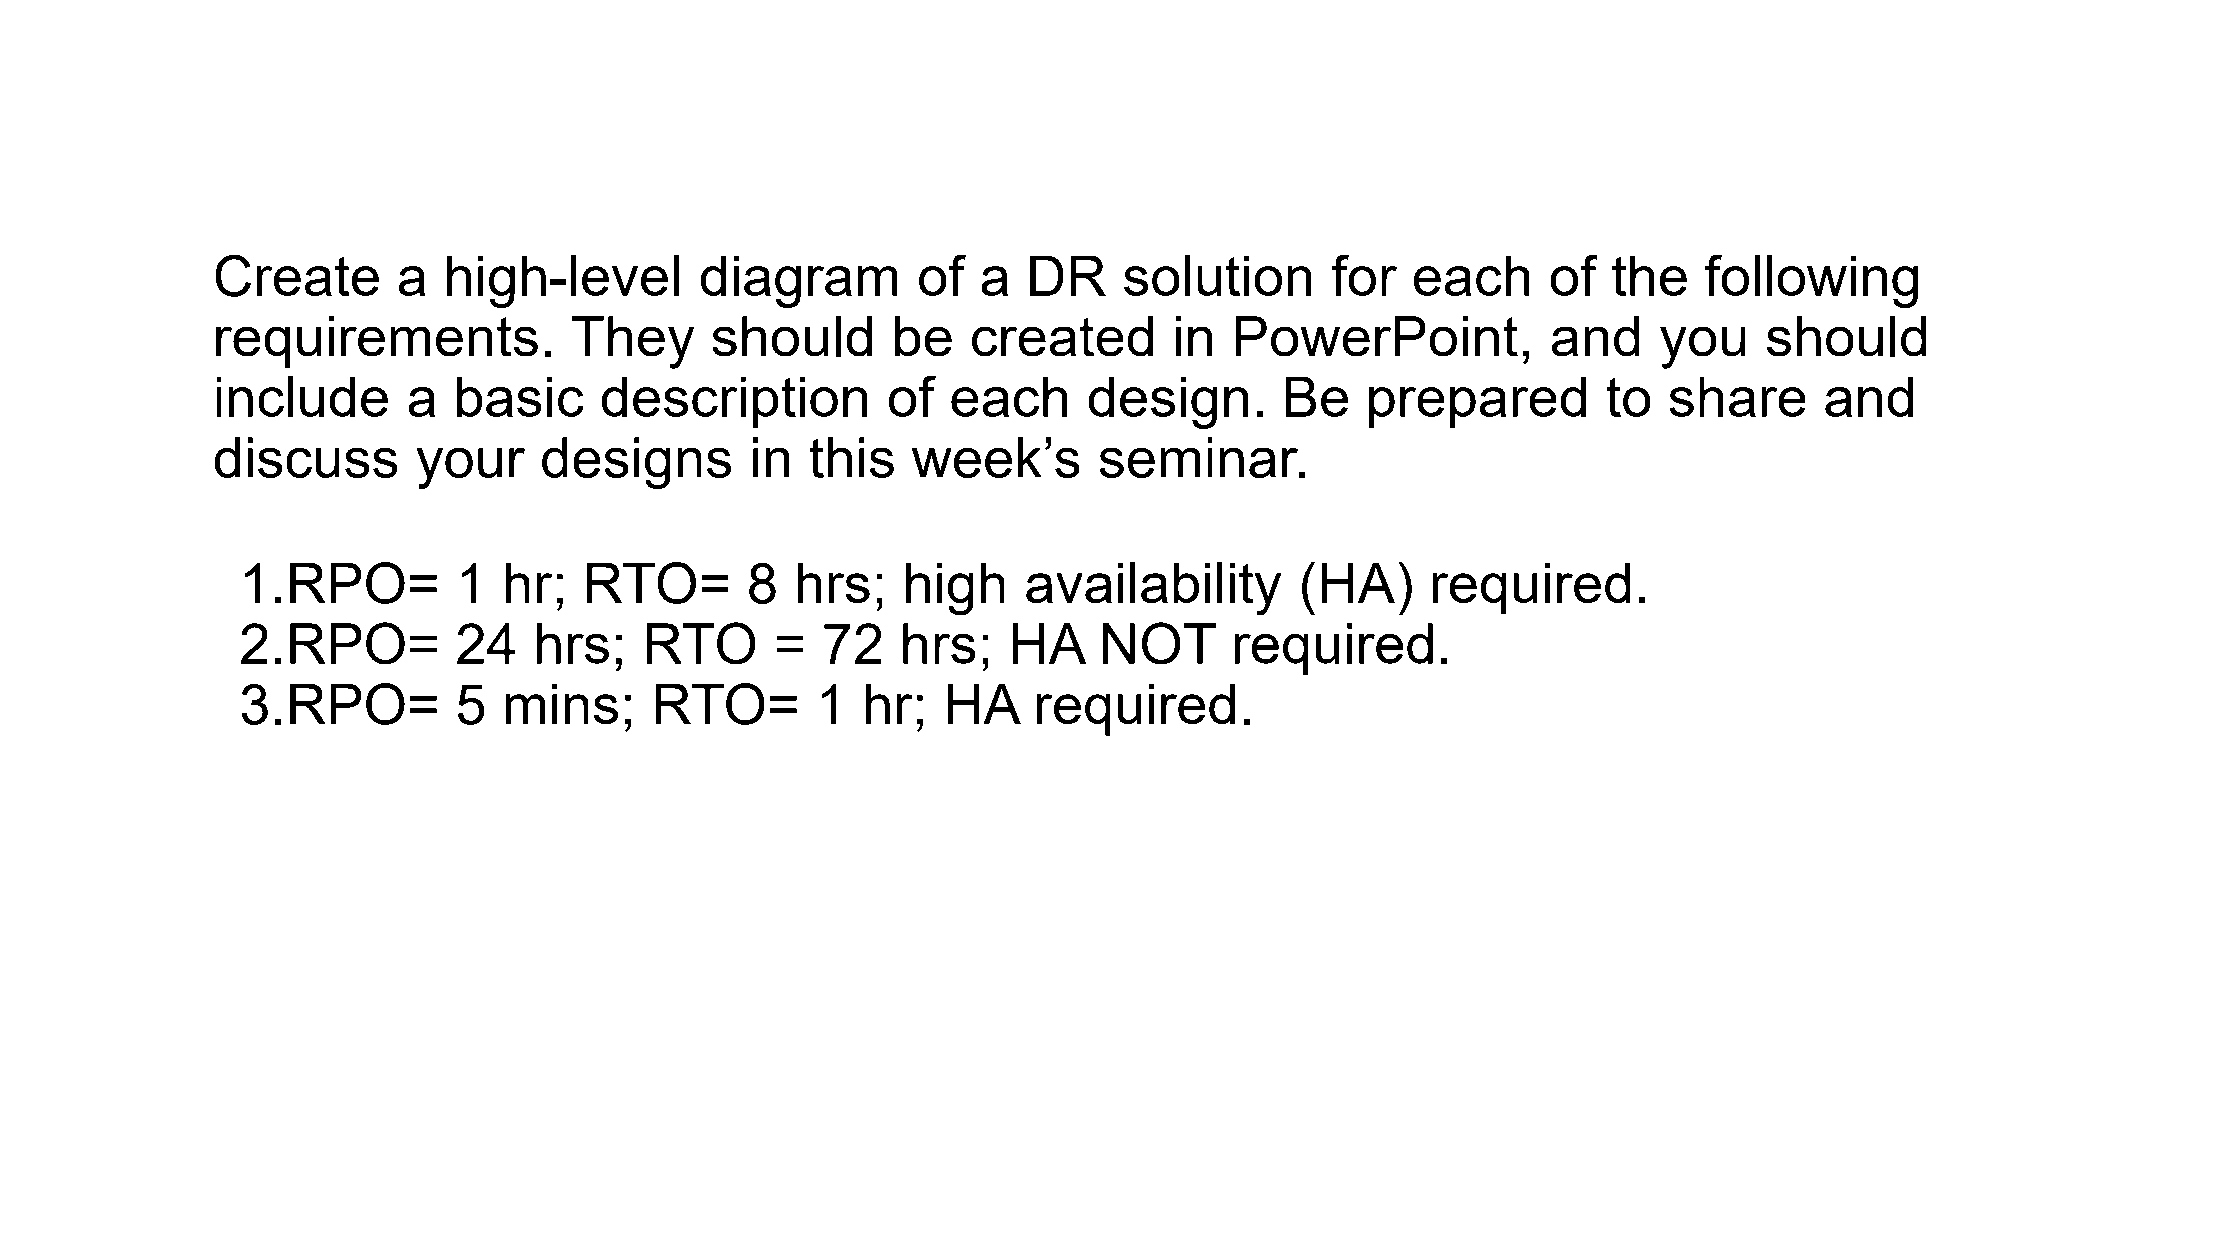 Create a high-level diagram of a DR solution for each of the following
requirements. They should be created in PowerPoint, and you should
include a basic description of each design. Be prepared to share and
discuss your designs in this week’s seminar.
1.RPO= 1 hr; RTO= 8 hrs; high availability (HA) required.
2.RPO= 24 hrs; RTO = 72 hrs; HA NOT required.
3.RPO= 5 mins; RTO= 1 hr; HA required.